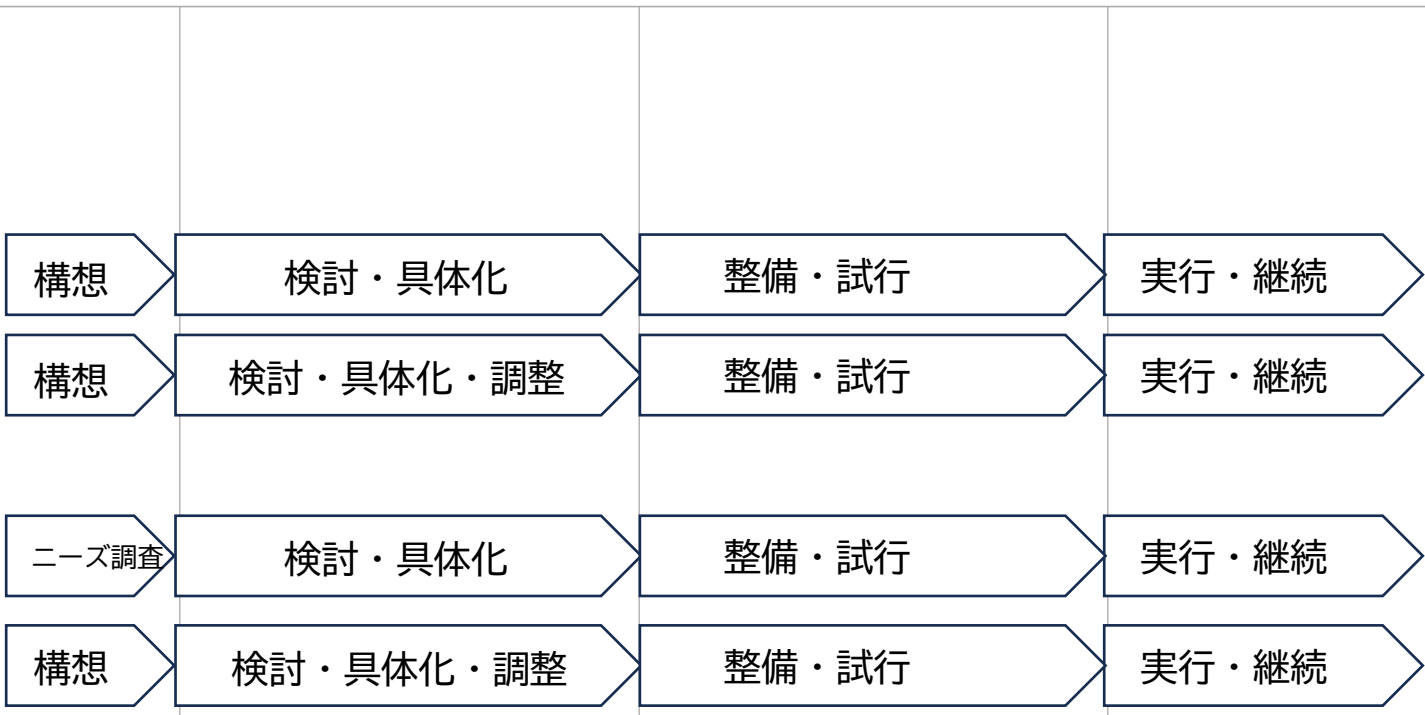 構想 検討・具体化 整備・試行 実行・継続
構想 検討・具体化・調整 整備・試行 実行・継続
ニーズ調査 検討・具体化 整備・試行 実行・継続
構想 検討・具体化・調整 整備・試行 実行・継続